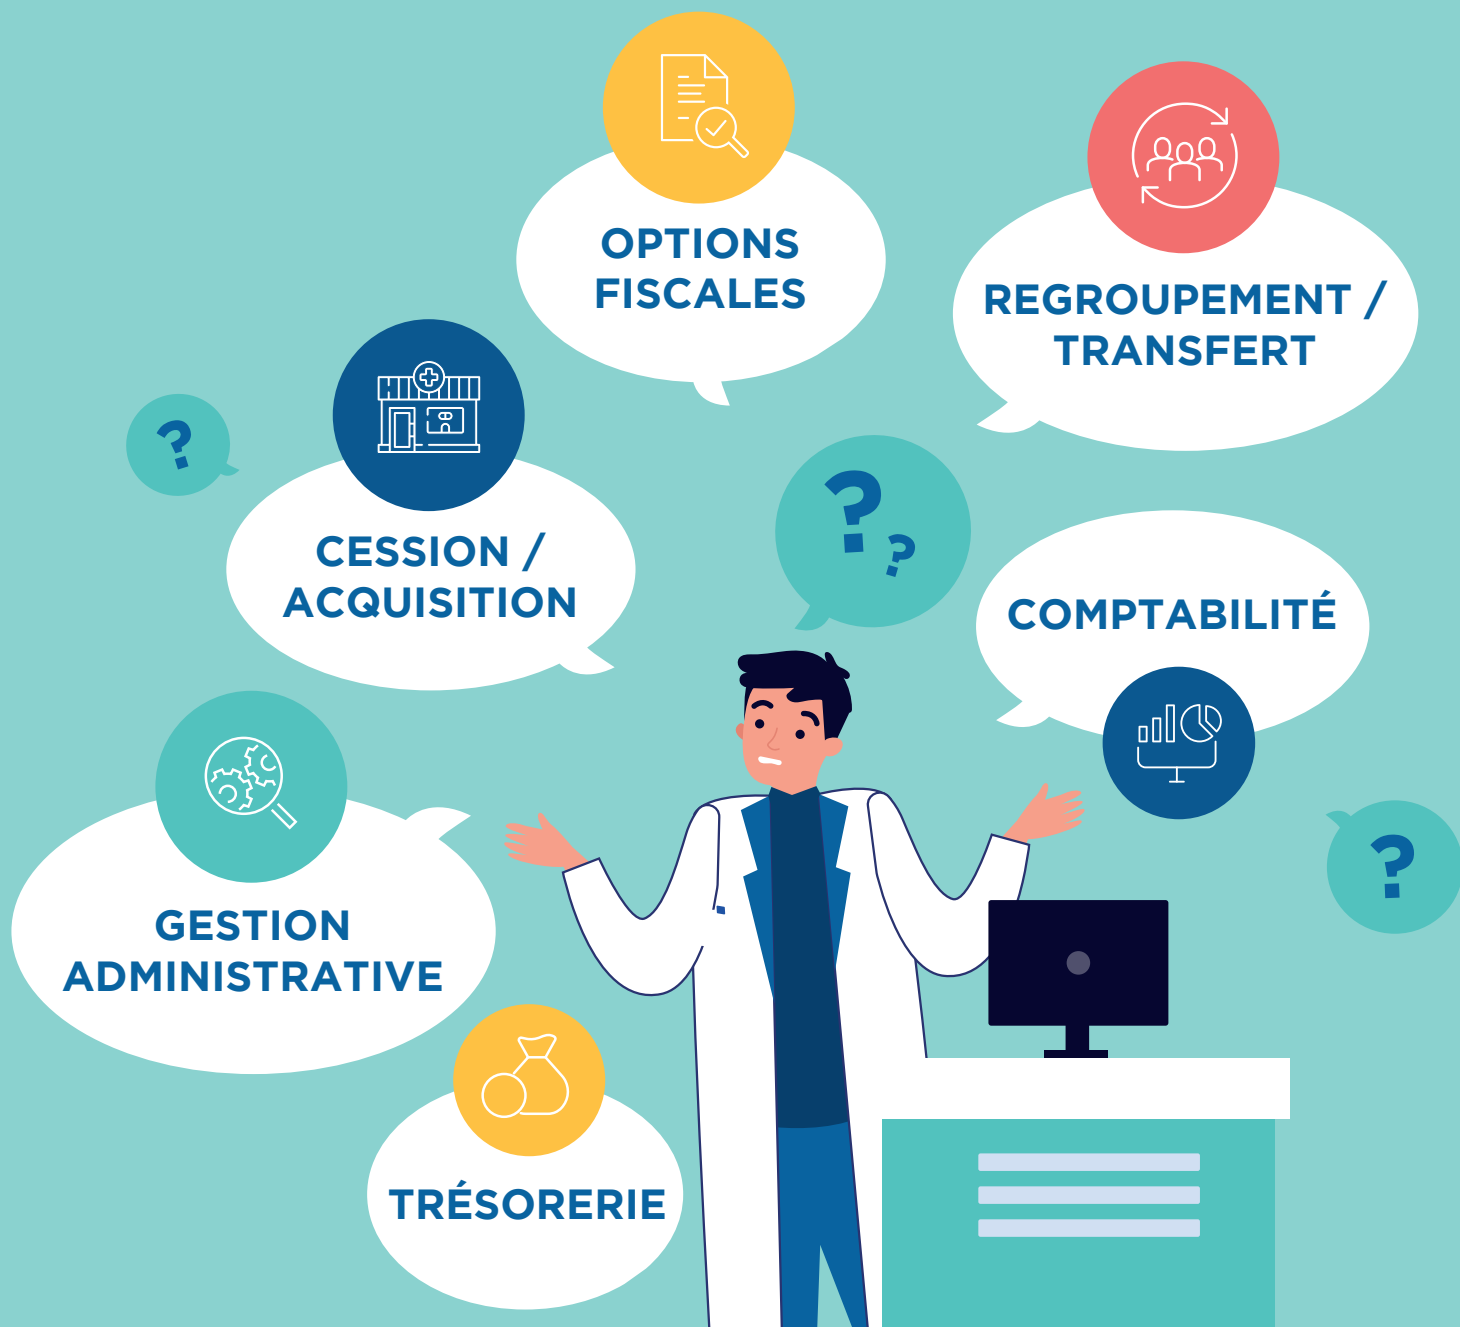 OPTIONS
FISCALES
REGROUPEMENT /
TRANSFERT
?
CESSION /
ACQUISITION
?
?
COMPTABILITÉ
?
GESTION
ADMINISTRATIVE
TRÉSORERIE